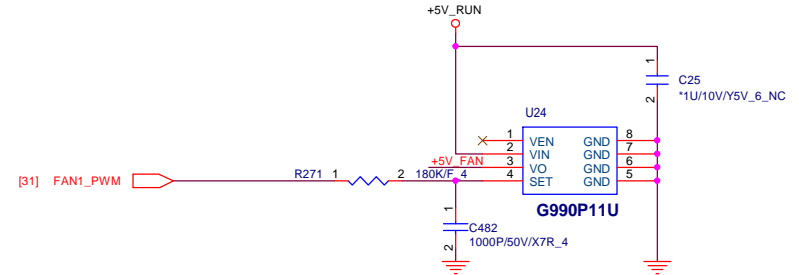 +5V_RUN
1
2
C25
*1U/10V/Y5V_6_NC
U24
1 VEN GND 8
2 VIN GND 7
+5V_FAN 3 VO GND 6
4 SET GND 5
[31] FAN1_PWM R271 1 2 180K/F_4
G990P11U
1
2
C482
1000P/50V/X7R_4